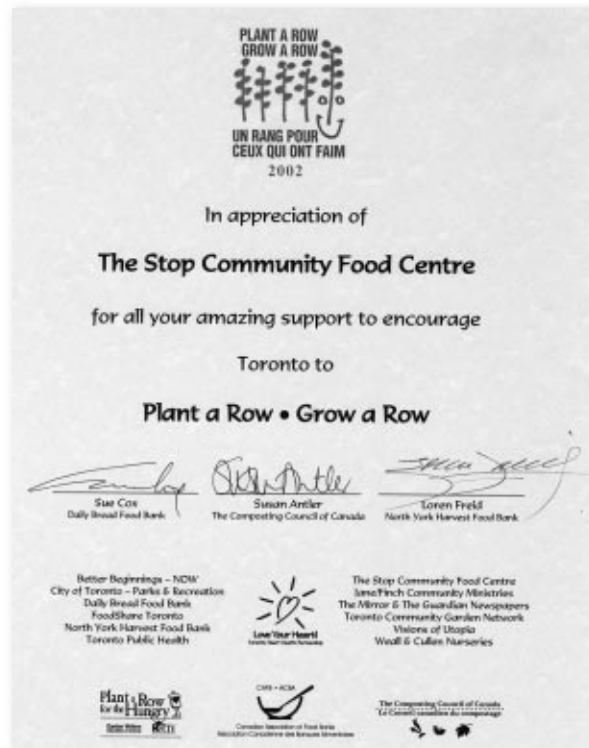 PLANT A ROW
GROW A ROW
UN RANG POUR
CEUX QUI ONT FAIM
2002
In appreciation of
The Stop Community Food Centre
for all your amazing support to encourage
Toronto to
Plant a Row • Grow a Row
Sue Cox
Daily Bread Food Bank
Susan Antler
The Composting Council of Canada
Loren Freid
North York Harvest Food Bank
Better Beginnings - NOW
City of Toronto - Parks & Recreation
Daily Bread Food Bank
FoodShare Toronto
North York Harvest Food Bank
Toronto Public Health
Love Your Heart!
Toronto Heart Health Partnership
The Stop Community Food Centre
Jane/Finch Community Ministries
The Mirror & The Guardian Newspapers
Toronto Community Garden Network
Visions of Utopia
Weall & Cullen Nurseries
Plant a Row
for the Hungry
CAFB • ACBA
Canadian Association of Food Banks
Association Canadienne des Banques Alimentaires
The Composting Council of Canada
Le Conseil canadien du compostage